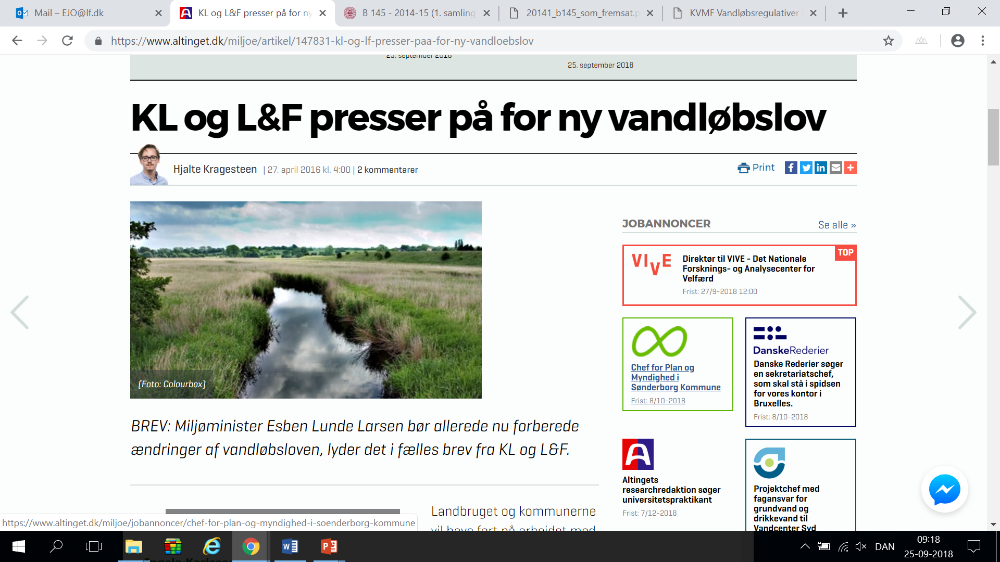 Mail – EJO@lf.dk
KL og L&F presser på for ny
B 145 - 2014-15 (1. samling
20141_b145_som_fremsat.p
KVMF Vandløbsregulativer
https://www.altinget.dk/miljoe/artikel/147831-kl-og-lf-presser-paa-for-ny-vandloebslov
25. september 2018
25. september 2018
KL og L&F presser på for ny vandløbslov
Hjalte Kragesteen | 27. april 2016 kl. 4:00 | 2 kommentarer
Print
(Foto: Colourbox)
BREV: Miljøminister Esben Lunde Larsen bør allerede nu forberede
ændringer af vandløbsloven, lyder det i fælles brev fra KL og L&F.
Landbruget og kommunerne
vil have fart på arbejdet med
JOBANNONCER
Se alle »
TOP
VIVE
Direktør til VIVE - Det Nationale
Forsknings- og Analysecenter for
Velfærd
Frist: 27/9-2018 12:00
Chef for Plan og
Myndighed i
Sønderborg Kommune
Frist: 8/10-2018
DanskeRederier
Danske Rederier søger
en sekretariatschef,
som skal stå i spidsen
for vores kontor i
Bruxelles.
Frist: 8/10-2018
Altingets
researchredaktion søger
universitetspraktikant
Frist: 7/12-2018
Projektchef med
fagansvar for
grundvand og
drikkevand til
Vandcenter Syd
https://www.altinget.dk/miljoe/jobannoncer/chef-for-plan-og-myndighed-i-soenderborg-kommune
DAN
09:18
25-09-2018